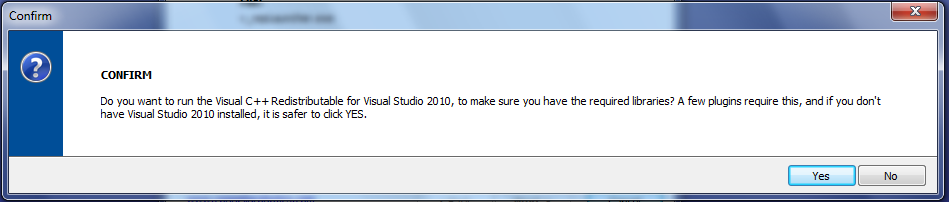 Confirm
CONFIRM
Do you want to run the Visual C++ Redistributable for Visual Studio 2010, to make sure you have the required libraries? A few plugins require this, and if you don't
have Visual Studio 2010 installed, it is safer to click YES.
Yes
No